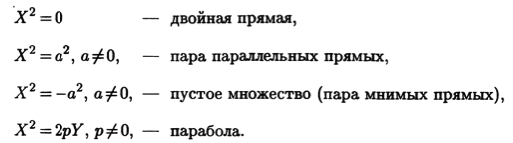 X² = 0 — двойная прямая,
X² = a², a ≠ 0, — пара параллельных прямых,
X² = −a², a ≠ 0, — пустое множество (пара мнимых прямых),
X² = 2pY, p ≠ 0, — парабола.